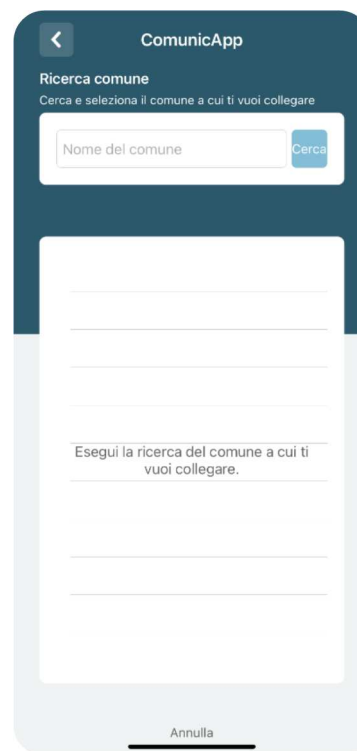 ComunicApp
Ricerca comune
Cerca e seleziona il comune a cui ti vuoi collegare
Nome del comune
Cerca
Esegui la ricerca del comune a cui ti
vuoi collegare.
Annulla